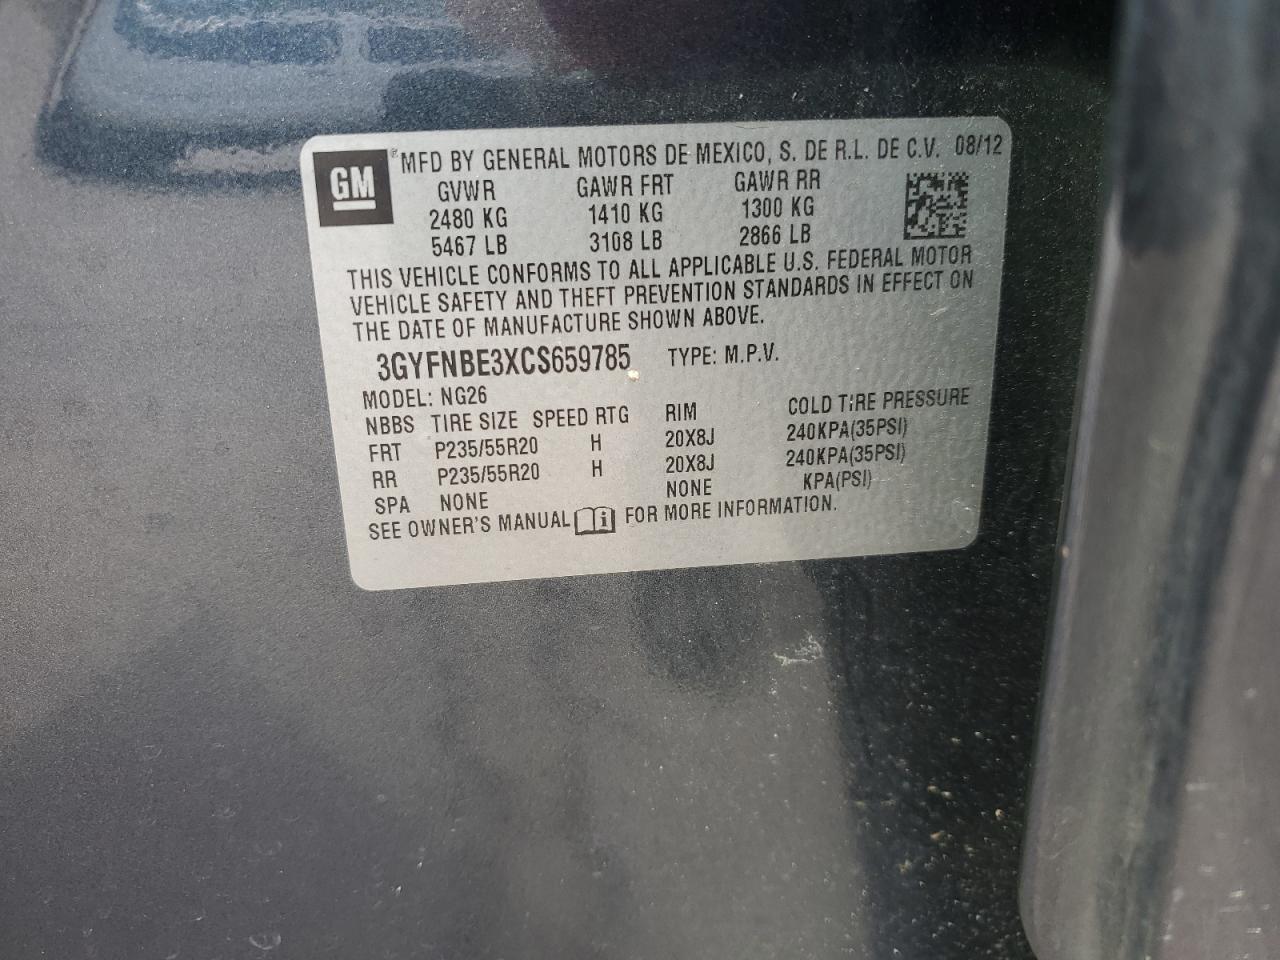 GM ® MFD BY GENERAL MOTORS DE MEXICO, S. DE R.L. DE C.V. 08/12
GVWR GAWR FRT GAWR RR
2480 KG 1410 KG 1300 KG
5467 LB 3108 LB 2866 LB
THIS VEHICLE CONFORMS TO ALL APPLICABLE U.S. FEDERAL MOTOR
VEHICLE SAFETY AND THEFT PREVENTION STANDARDS IN EFFECT ON
THE DATE OF MANUFACTURE SHOWN ABOVE.
3GYFNBE3XCS659785 TYPE: M.P.V.
MODEL: NG26
NBBS TIRE SIZE SPEED RTG RIM COLD TIRE PRESSURE
FRT P235/55R20 H 20X8J 240KPA(35PSI)
RR P235/55R20 H 20X8J 240KPA(35PSI)
SPA NONE NONE KPA(PSI)
SEE OWNER'S MANUAL i FOR MORE INFORMATION.